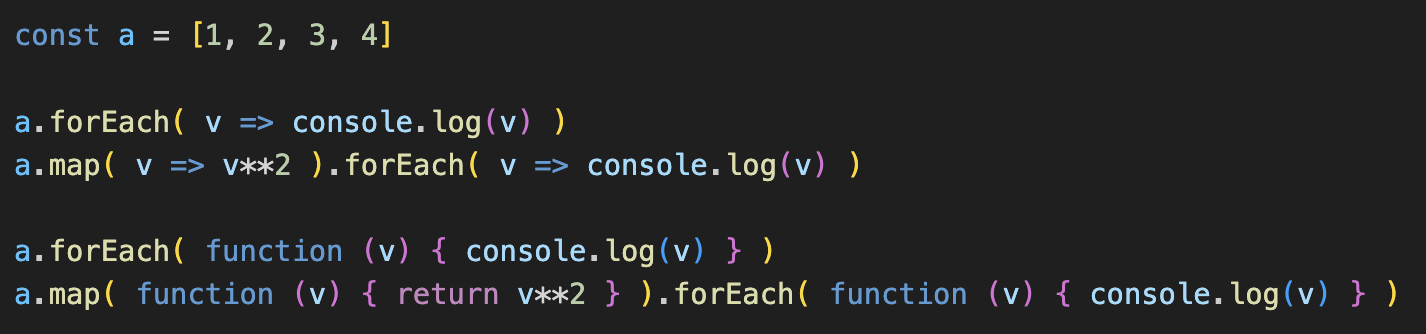 const a = [1, 2, 3, 4]
a.forEach( v => console.log(v) )
a.map( v => v**2 ).forEach( v => console.log(v) )
a.forEach( function (v) { console.log(v) } )
a.map( function (v) { return v**2 } ).forEach( function (v) { console.log(v) } )